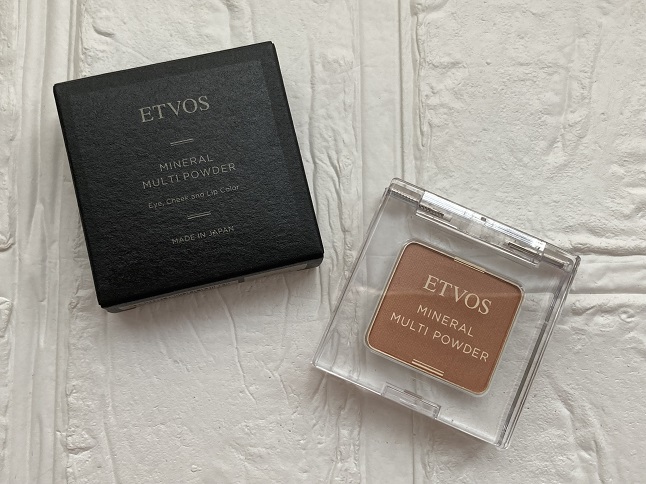 ETVOS
MINERAL
MULTI POWDER
Eye, Cheek and Lip Color
MADE IN JAPAN
ETVOS
MINERAL
MULTI POWDER